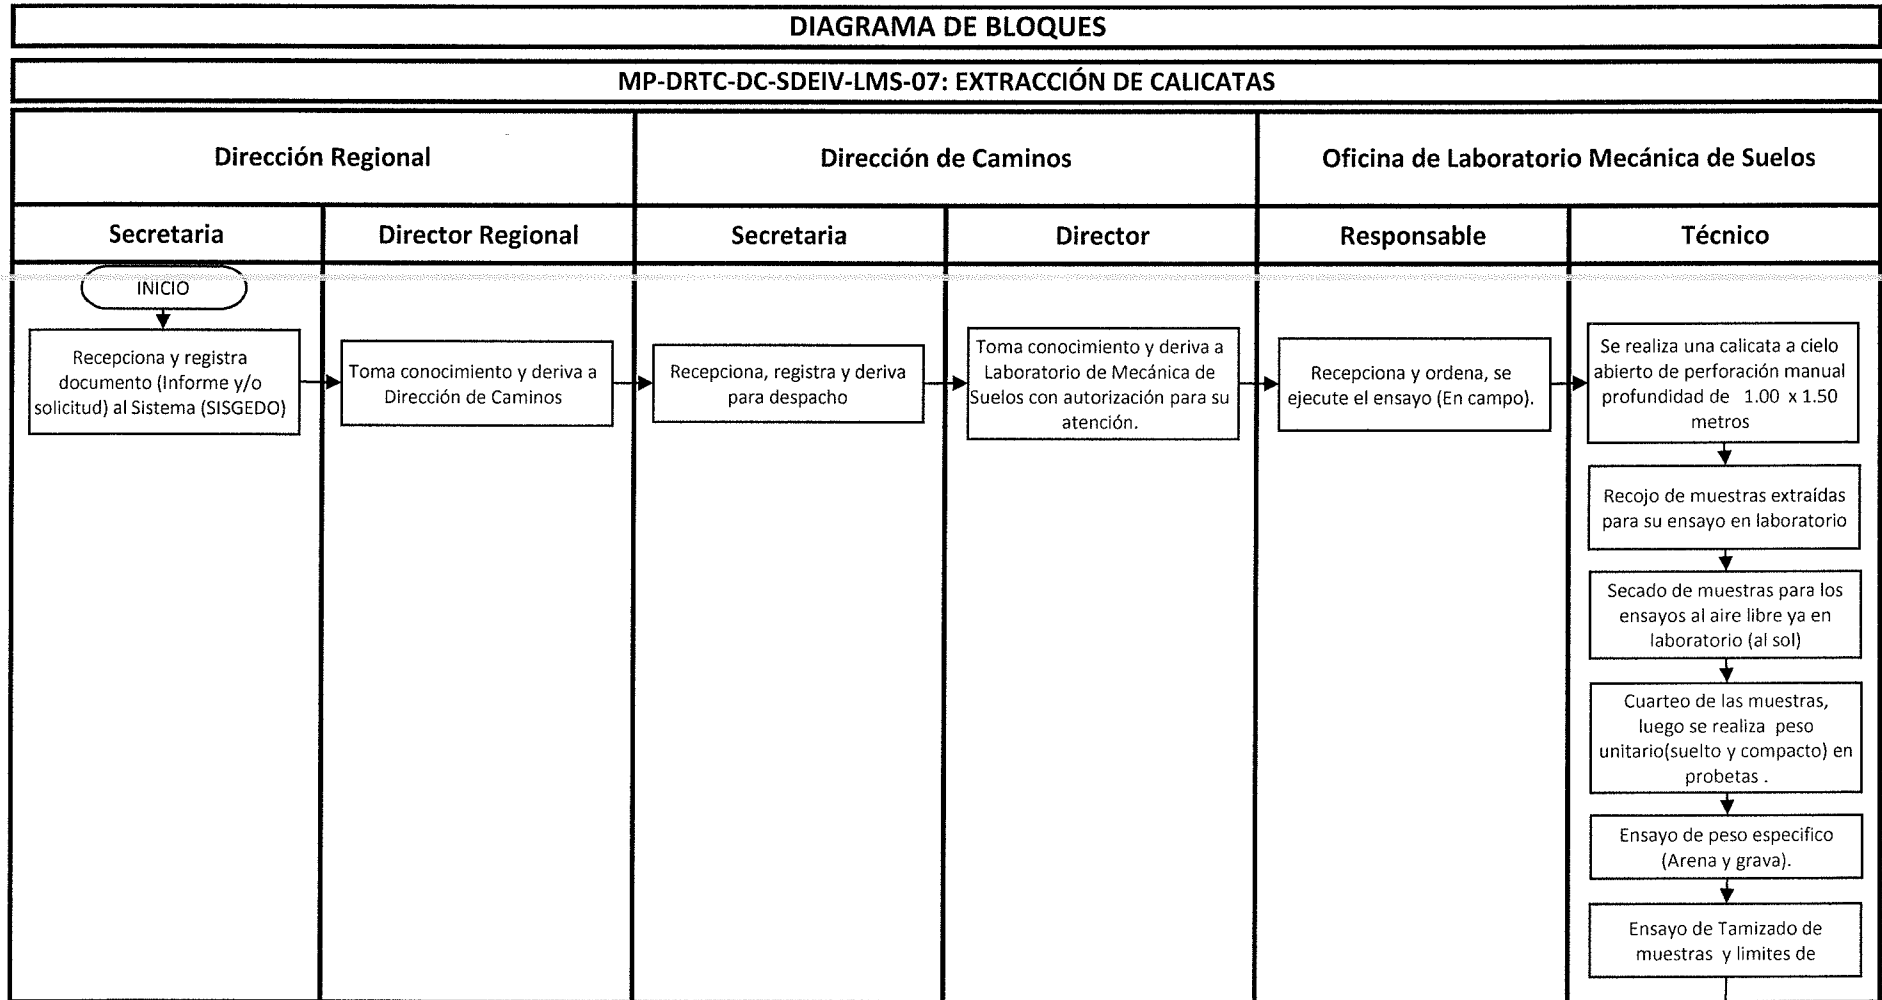 DIAGRAMA DE BLOQUES
MP-DRTC-DC-SDEIV-LMS-07: EXTRACCIÓN DE CALICATAS
Dirección Regional
Dirección de Caminos
Oficina de Laboratorio Mecánica de Suelos
Secretaria
Director Regional
Secretaria
Director
Responsable
Técnico
INICIO
Recepciona y registra
documento (Informe y/o
solicitud) al Sistema (SISGEDO)
Toma conocimiento y deriva a
Dirección de Caminos
Recepciona, registra y deriva
para despacho
Toma conocimiento y deriva a
Laboratorio de Mecánica de
Suelos con autorización para su
atención.
Recepciona y ordena, se
ejecute el ensayo (En campo).
Se realiza una calicata a cielo
abierto de perforación manual
profundidad de 1.00 x 1.50
metros
Recojo de muestras extraídas
para su ensayo en laboratorio
Secado de muestras para los
ensayos al aire libre ya en
laboratorio (al sol)
Cuarteo de las muestras,
luego se realiza peso
unitario(suelto y compacto) en
probetas .
Ensayo de peso especifico
(Arena y grava).
Ensayo de Tamizado de
muestras y limites de